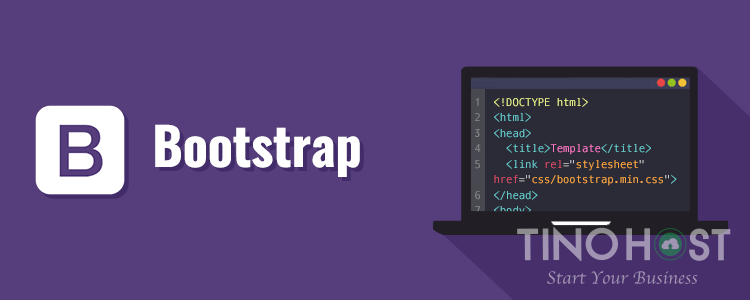 B
Bootstrap
1 <!DOCTYPE html>
2 <html>
3 <head>
4 <title>Template</title>
5 <link rel="stylesheet"
href="css/bootstrap.min.css">
6 </head>
7 <body>
TINOHOST
Start Your Business